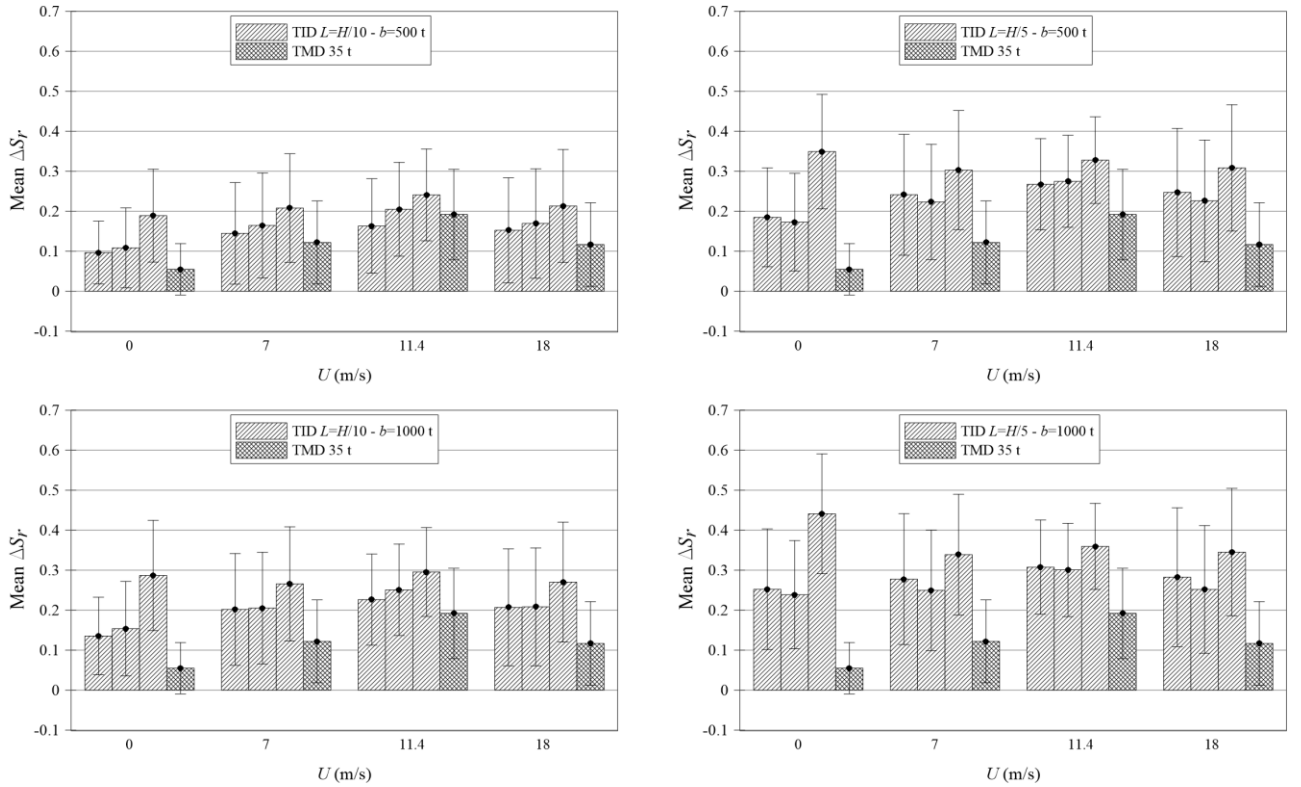 0.7
0.6
0.5
0.4
0.3
0.2
0.1
0
-0.1
Mean ΔSr
TID L=H/10 - b=500 t
TMD 35 t
0 7 11.4 18
U (m/s)
0.7
0.6
0.5
0.4
0.3
0.2
0.1
0
-0.1
Mean ΔSr
TID L=H/5 - b=500 t
TMD 35 t
0 7 11.4 18
U (m/s)
0.7
0.6
0.5
0.4
0.3
0.2
0.1
0
-0.1
Mean ΔSr
TID L=H/10 - b=1000 t
TMD 35 t
0 7 11.4 18
U (m/s)
0.7
0.6
0.5
0.4
0.3
0.2
0.1
0
-0.1
Mean ΔSr
TID L=H/5 - b=1000 t
TMD 35 t
0 7 11.4 18
U (m/s)